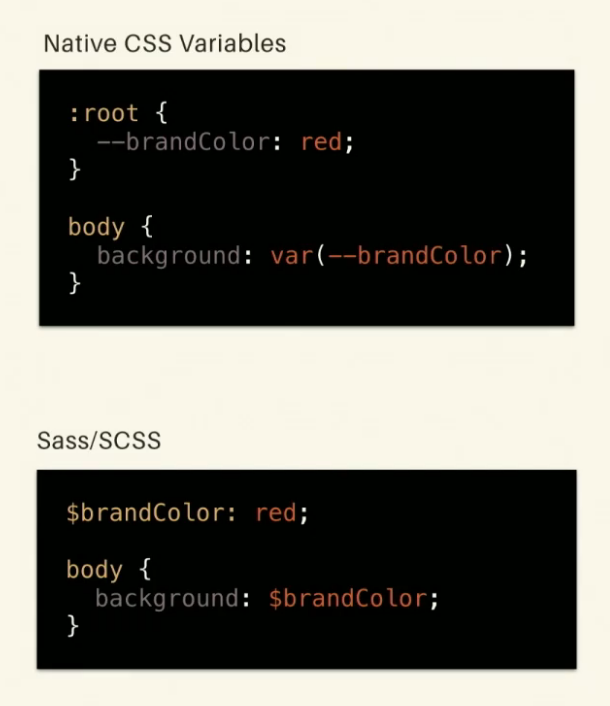 Native CSS Variables
:root {
  --brandColor: red;
}
body {
  background: var(--brandColor);
}
Sass/SCSS
$brandColor: red;
body {
  background: $brandColor;
}